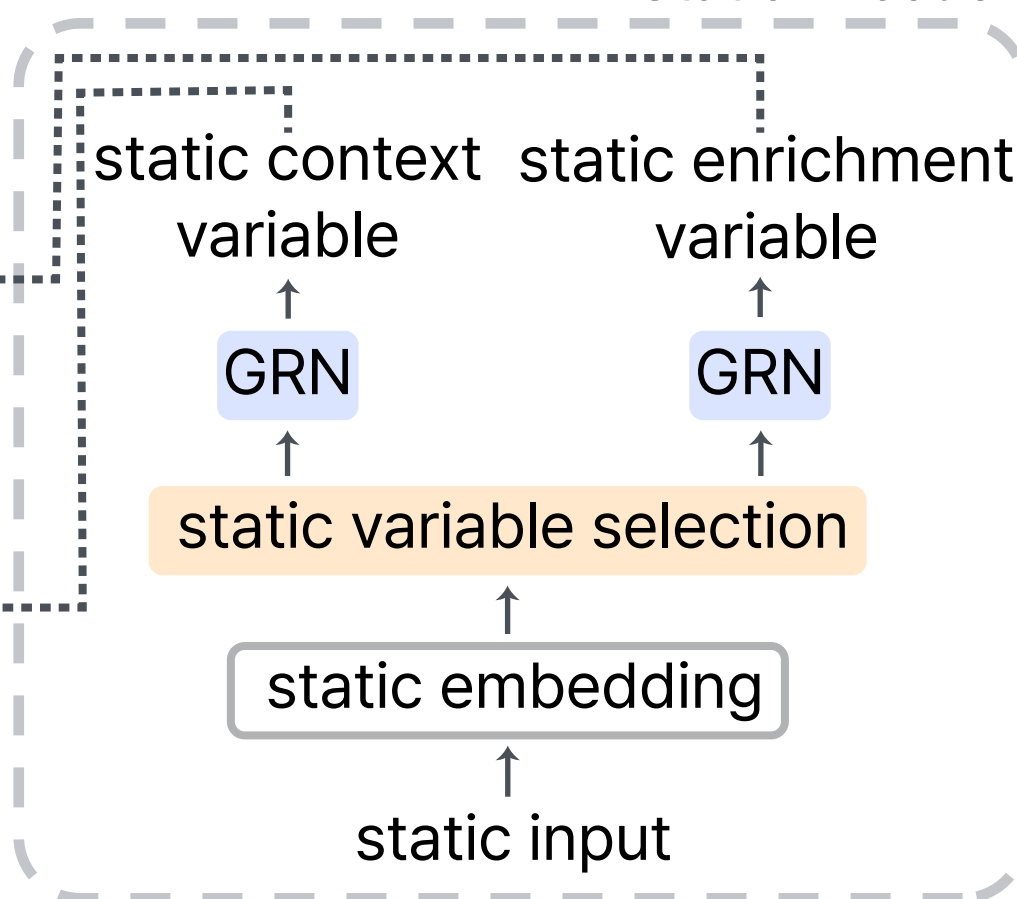 static context
variable
static enrichment
variable
GRN
GRN
static variable selection
static embedding
static input